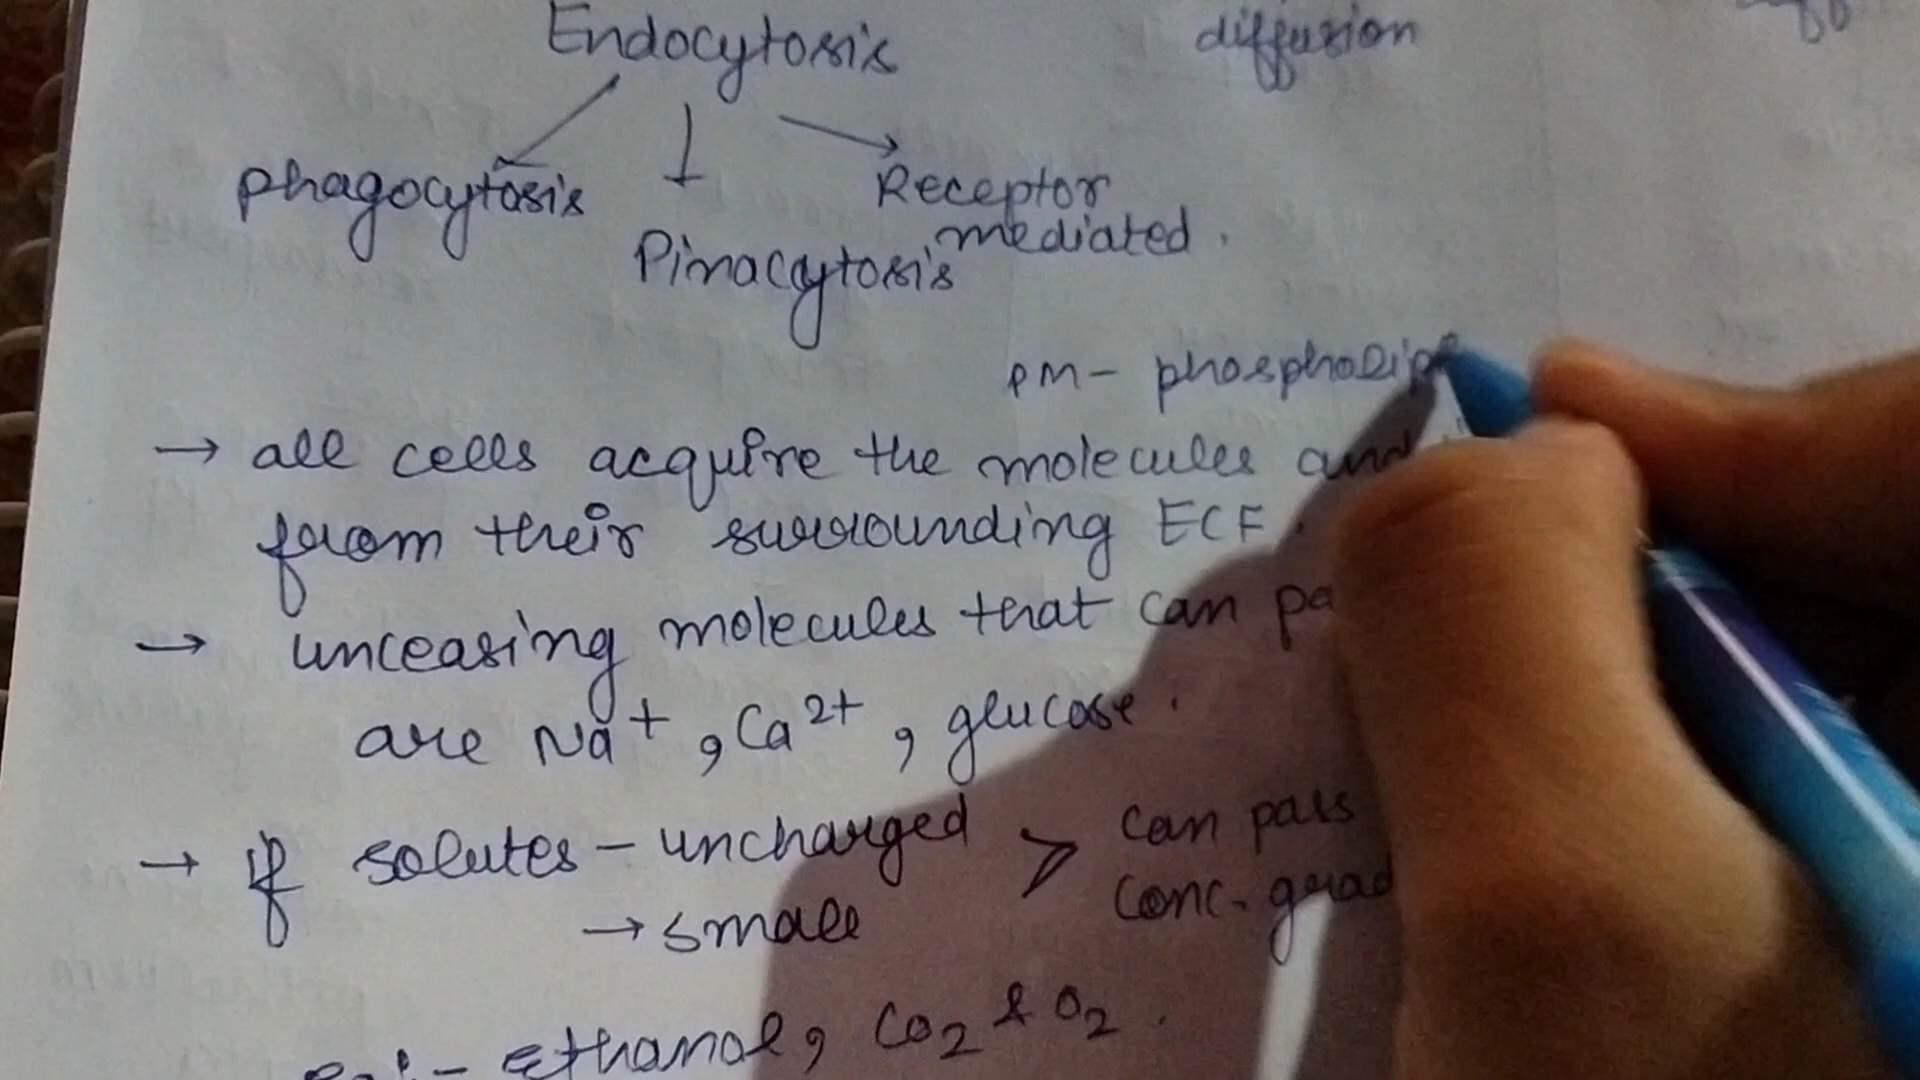 Endocytosis
diffusion
phagocytosis
Receptor
mediated.
Pinacytosis
PM - phospholip
→ all cells acquire the molecules and
from their surrounding ECF.
→ unceasing molecules that can pa
are Na+, Ca2+, glucose.
→ if solutes - uncharged > can pass
→ small
conc. grad
Ex:- ethanol, CO2 & O2.